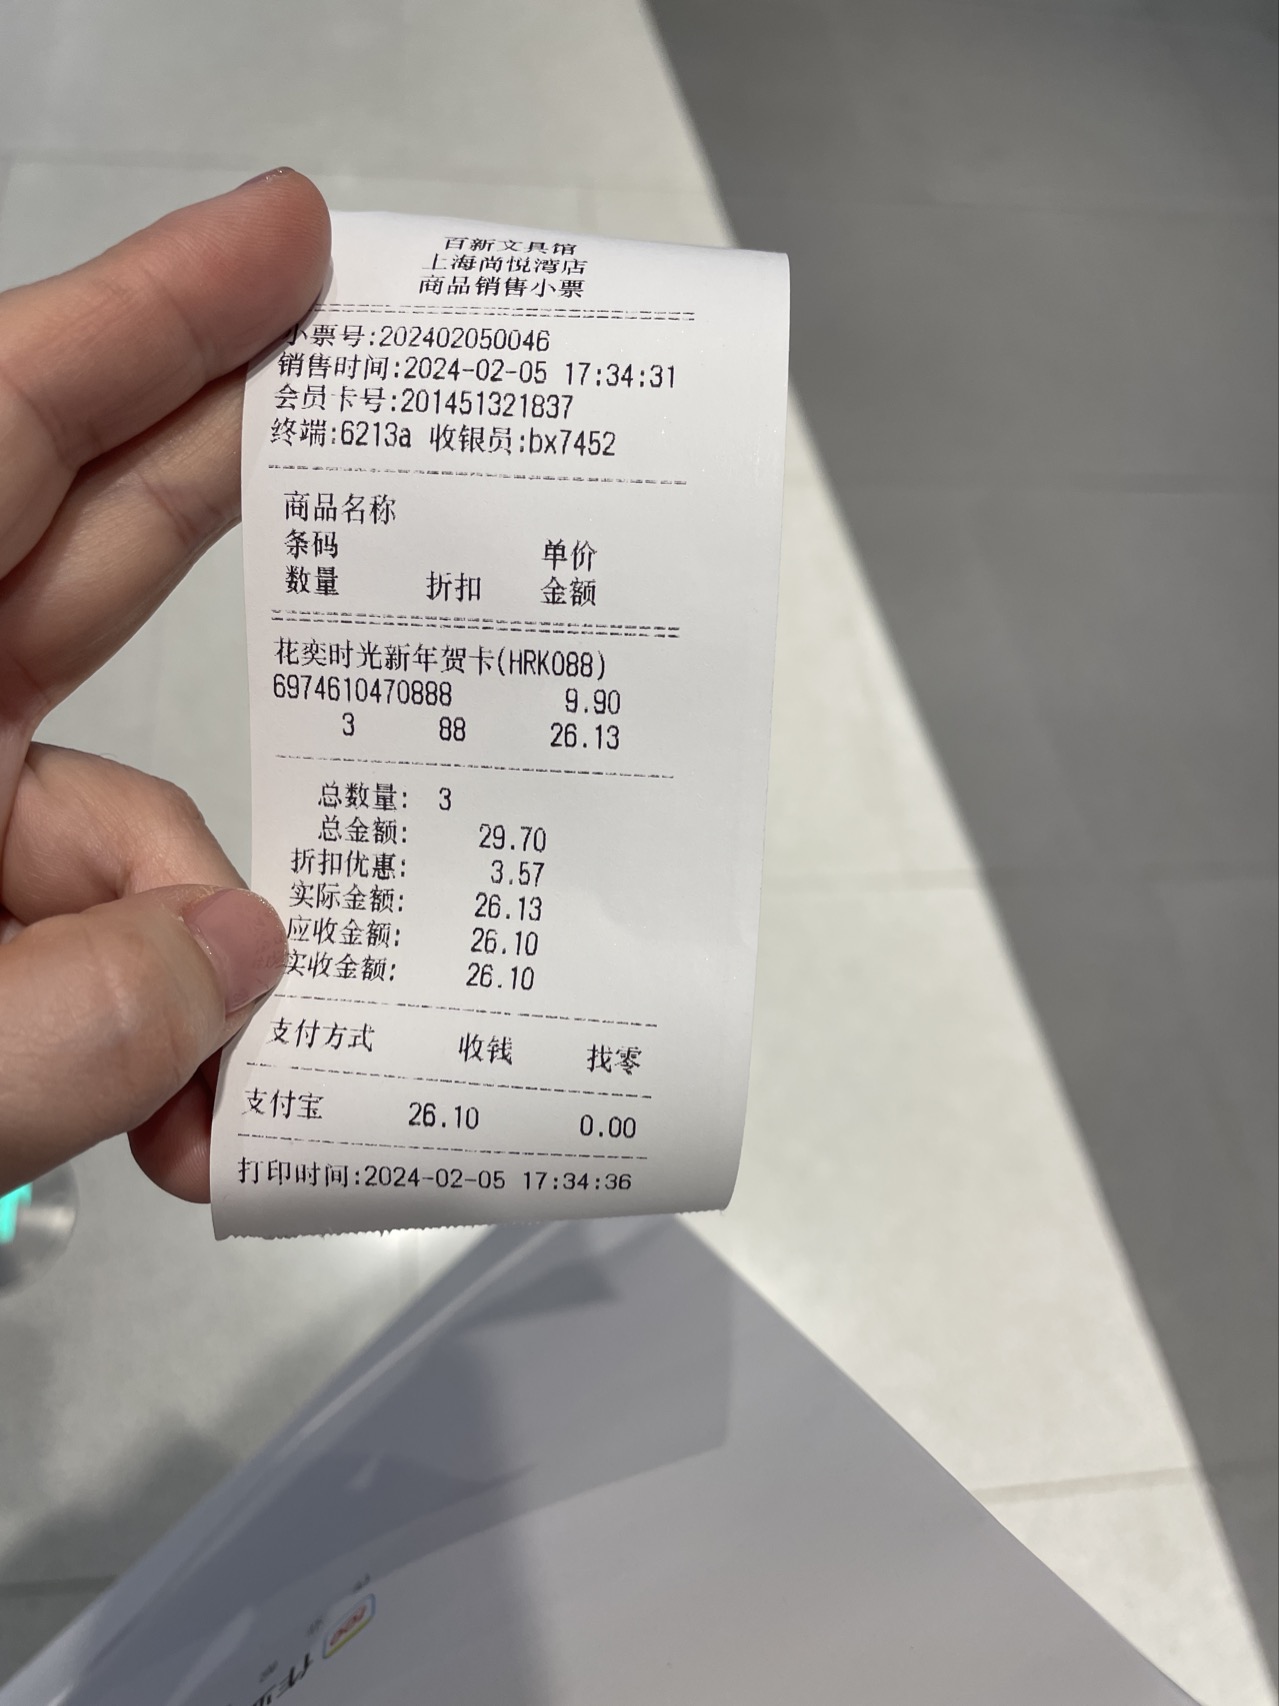 百新文具馆
上海尚悦湾店
商品销售小票
小票号:202402050046
销售时间:2024-02-05 17:34:31
会员卡号:201451321837
终端:6213a 收银员:bx7452
商品名称
条码 单价
数量 折扣 金额
花奕时光新年贺卡(HRK088)
6974610470888 9.90
3 88 26.13
总数量: 3
总金额: 29.70
折扣优惠: 3.57
实际金额: 26.13
应收金额: 26.10
实收金额: 26.10
支付方式 收钱 找零
支付宝 26.10 0.00
打印时间:2024-02-05 17:34:36